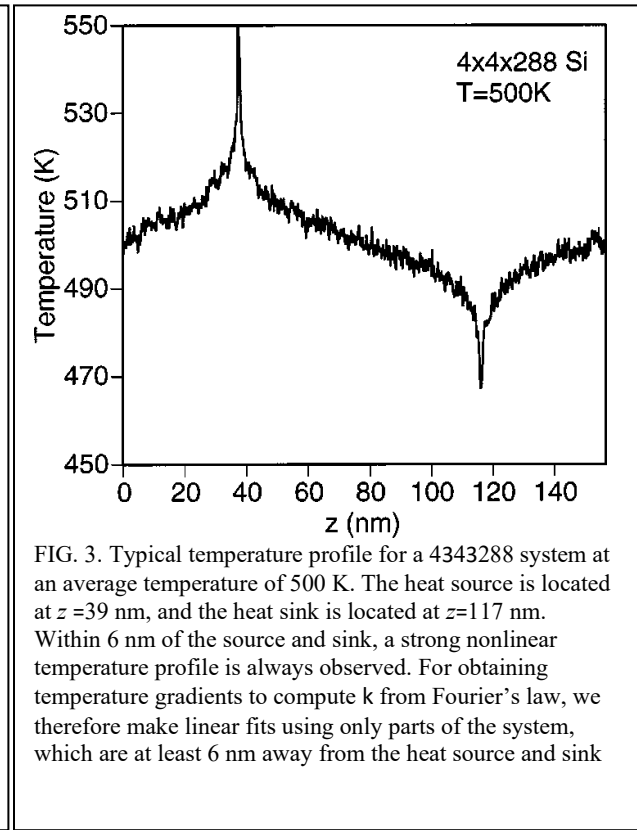 550
530
510
490
470
450
Temperature (K)
4x4x288 Si
T=500K
0 20 40 60 80 100 120 140
z (nm)
FIG. 3. Typical temperature profile for a 4343288 system at
an average temperature of 500 K. The heat source is located
at z =39 nm, and the heat sink is located at z=117 nm.
Within 6 nm of the source and sink, a strong nonlinear
temperature profile is always observed. For obtaining
temperature gradients to compute k from Fourier’s law, we
therefore make linear fits using only parts of the system,
which are at least 6 nm away from the heat source and sink